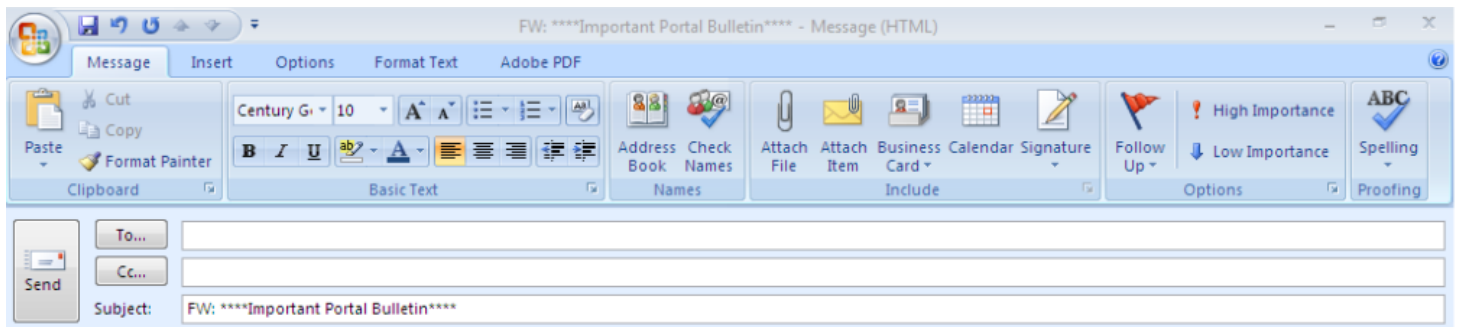 FW: ****Important Portal Bulletin**** - Message (HTML)
Message Insert Options Format Text Adobe PDF
Paste
Cut
Copy
Format Painter
Clipboard
Century G 10
A A
B I U ab A
Basic Text
Address Book
Check Names
Names
Attach File
Attach Item
Business Card
Calendar
Signature
Include
Follow Up
High Importance
Low Importance
Options
ABC
Spelling
Proofing
Send
To...
Cc...
Subject: FW: ****Important Portal Bulletin****